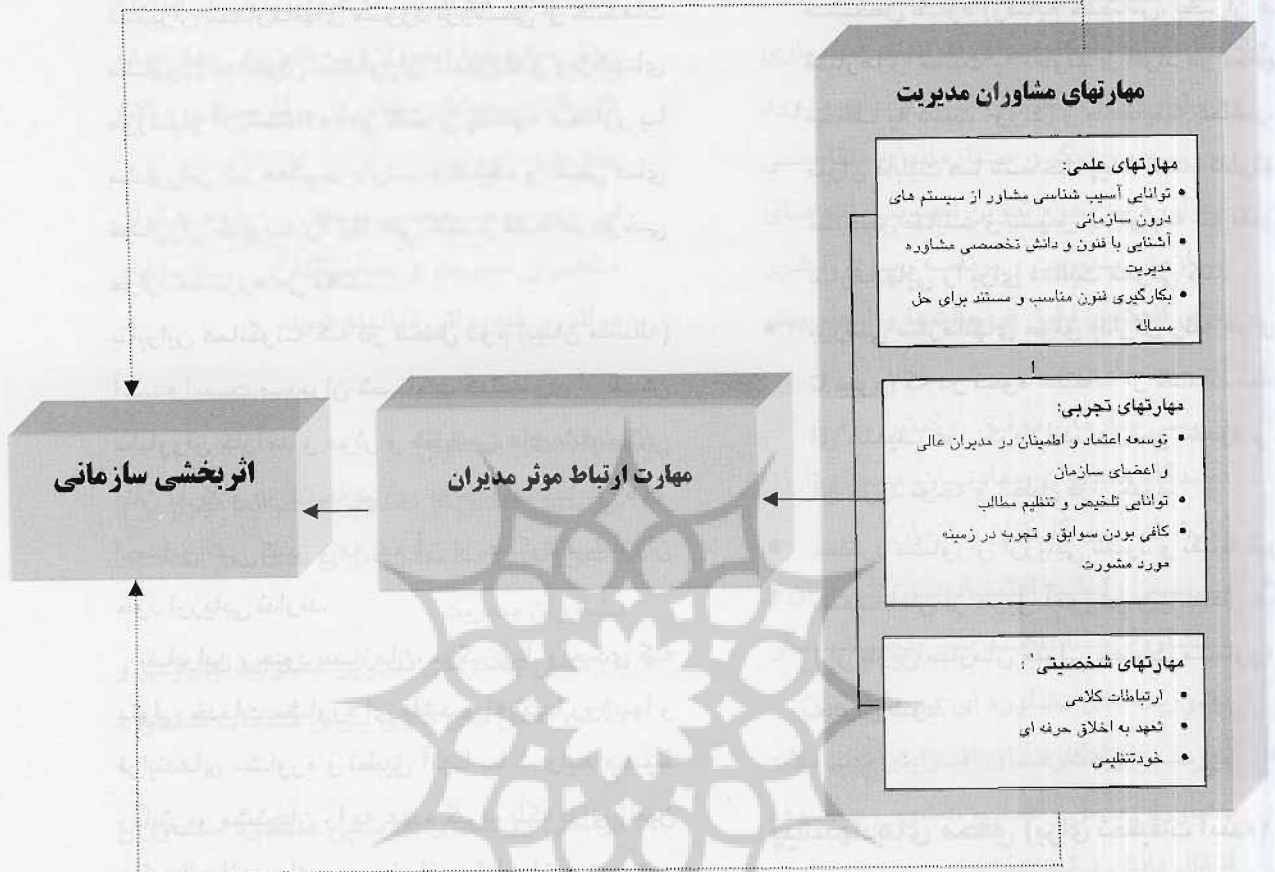 مهارتهای مشاوران مدیریت
مهارتهای علمی:
• توانایی آسیب شناسی مشاور از سیستم های
درون سازمانی
• آشنایی با فنون و دانش تخصصی مشاوره
مدیریت
• بکارگیری فنون مناسب و مستند برای حل
مساله
مهارتهای تجربی:
• توسعه اعتماد و اطمینان در مدیران عالی
و اعضای سازمان
• توانایی تلخیص و تنظیم مطالب
• کافی بودن سوابق و تجربه در زمینه
مورد مشورت
مهارتهای شخصیتی:
• ارتباطات کلامی
• تعهد به اخلاق حرفه ای
• خودتنظیمی
مهارت ارتباط موثر مدیران
اثربخشی سازمانی